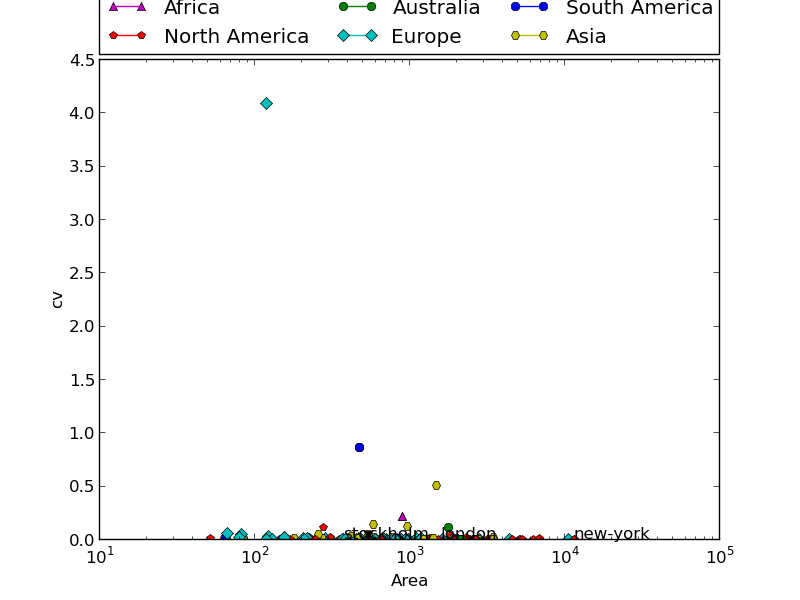 Africa Australia South America
North America Europe Asia
4.5
4.0
3.5
3.0
2.5
2.0
1.5
1.0
0.5
0.0
cv
stockholm london new-york
10^1 10^2 10^3 10^4 10^5
Area